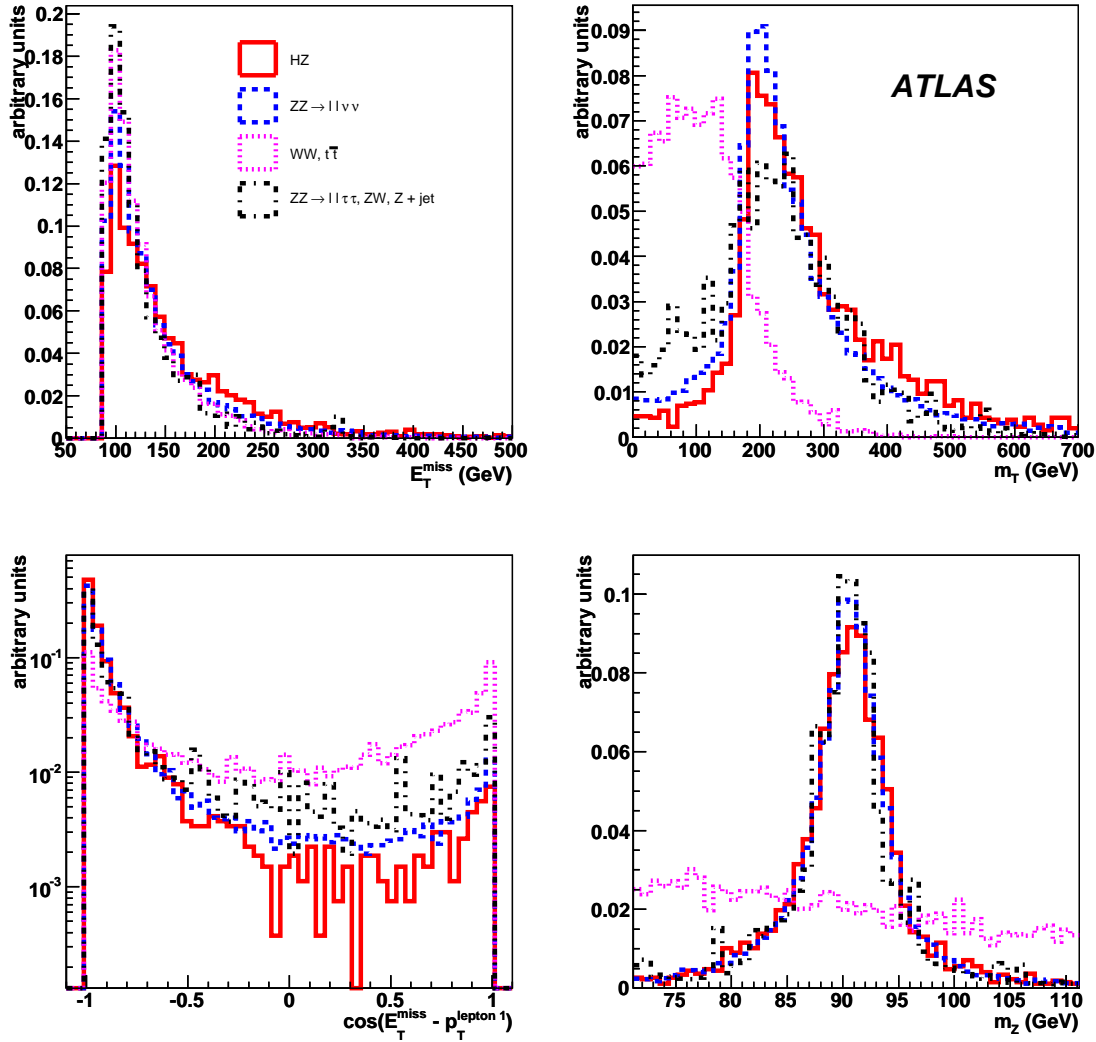 arbitrary units
0.2
0.18
0.16
0.14
0.12
0.1
0.08
0.06
0.04
0.02
0
50 100 150 200 250 300 350 400 450 500
E_T^miss (GeV)
HZ
ZZ → l l ν ν
WW, t t̅
ZZ → l l τ τ, ZW, Z + jet
arbitrary units
0.09
0.08
0.07
0.06
0.05
0.04
0.03
0.02
0.01
0
0 100 200 300 400 500 600 700
m_T (GeV)
ATLAS
arbitrary units
10^-1
10^-2
10^-3
-1 -0.5 0 0.5 1
cos(E_T^miss - p_T^lepton 1)
arbitrary units
0.1
0.08
0.06
0.04
0.02
0
75 80 85 90 95 100 105 110
m_Z (GeV)